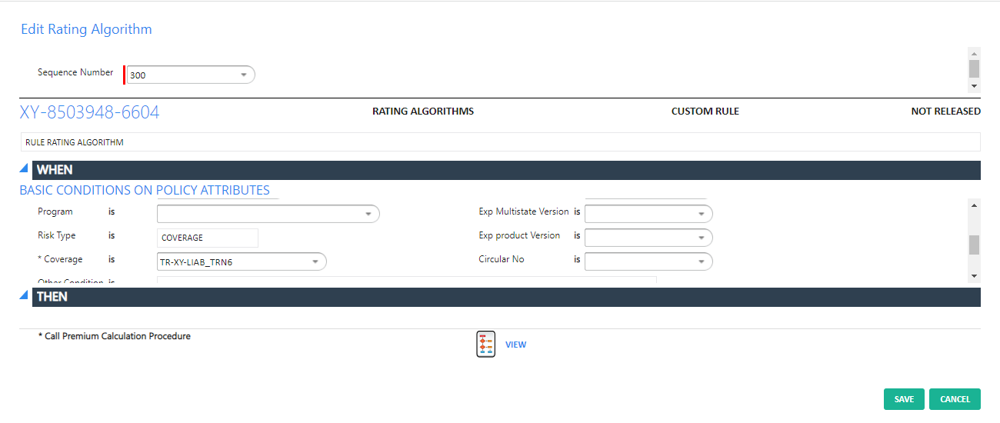 Edit Rating Algorithm
Sequence Number 300
XY-8503948-6604 RATING ALGORITHMS CUSTOM RULE NOT RELEASED
RULE RATING ALGORITHM
WHEN
BASIC CONDITIONS ON POLICY ATTRIBUTES
Program is Exp Multistate Version is
Risk Type is COVERAGE Exp product Version is
* Coverage is TR-XY-LIAB_TRN6 Circular No is
Other Condition is
THEN
* Call Premium Calculation Procedure VIEW
SAVE CANCEL